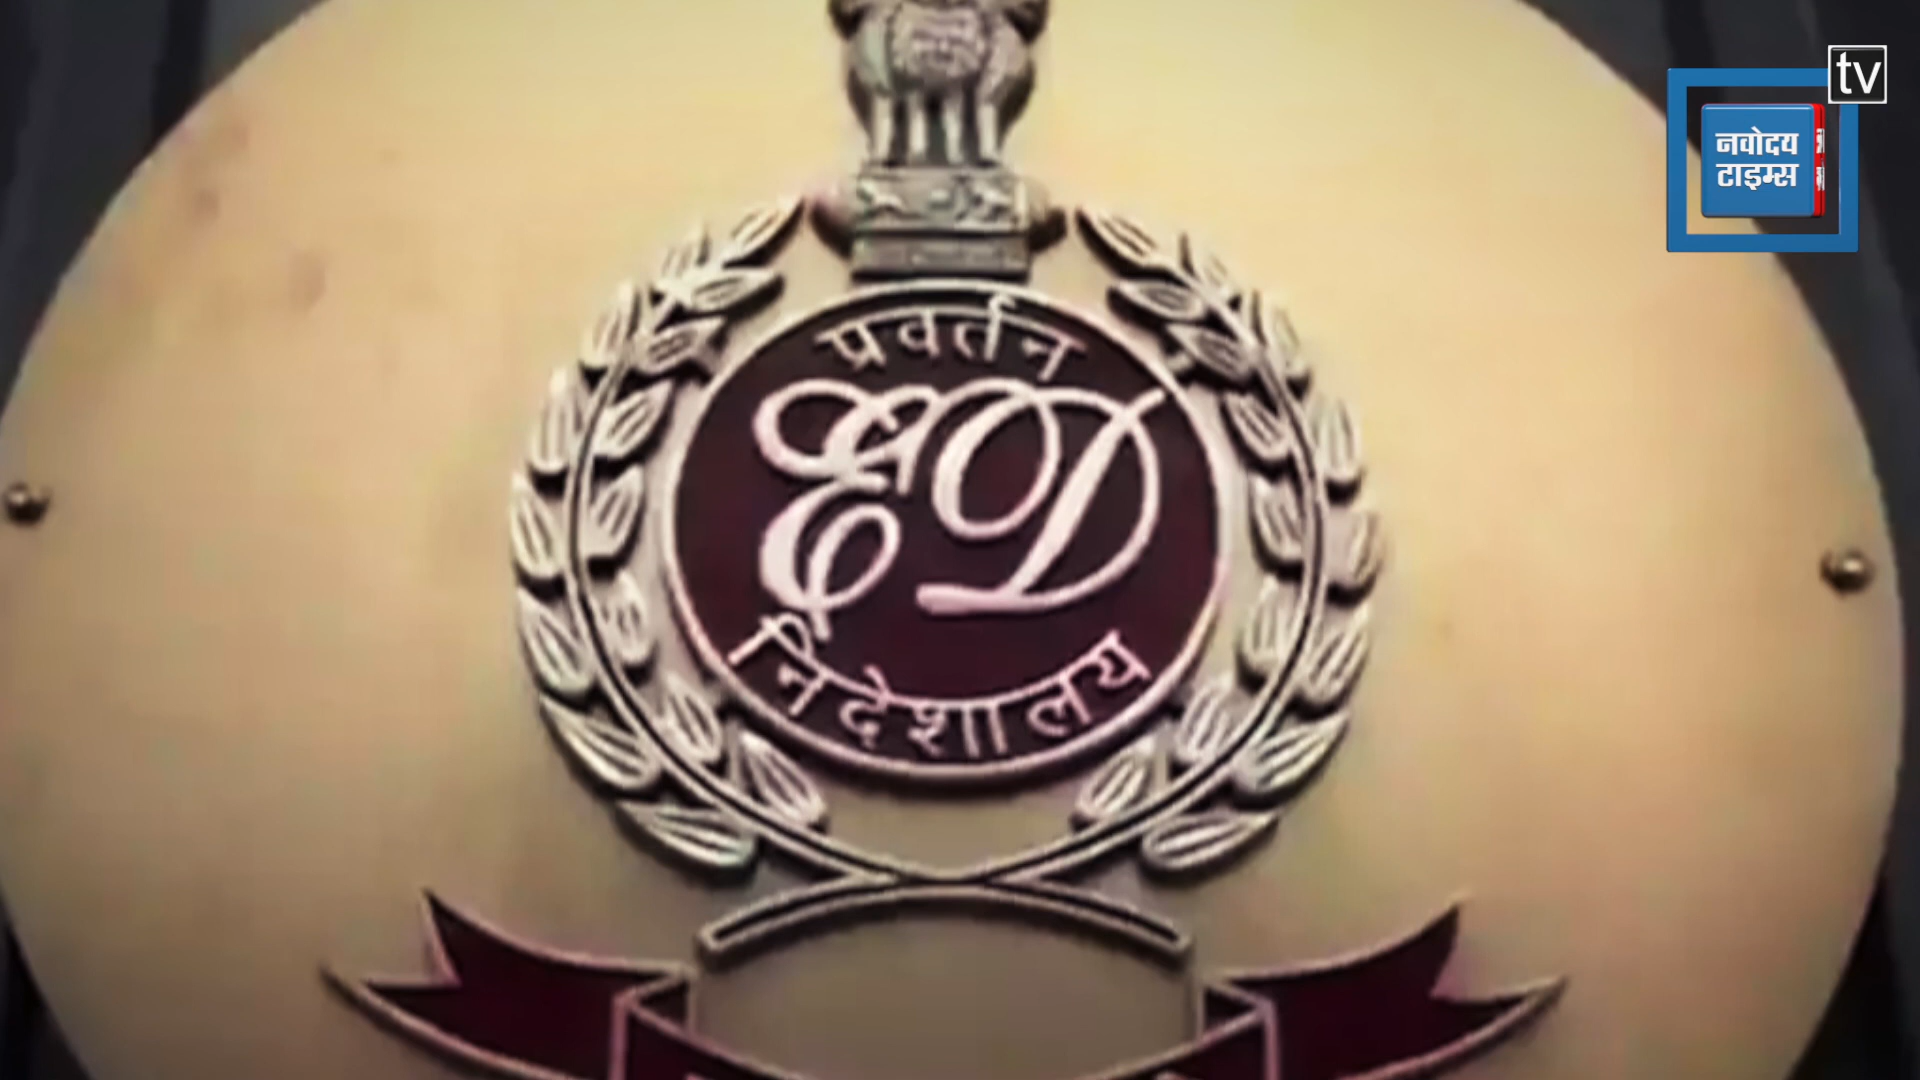 tv
नवोदय
टाइम्स
प्रवर्तन
ED
निदेशालय